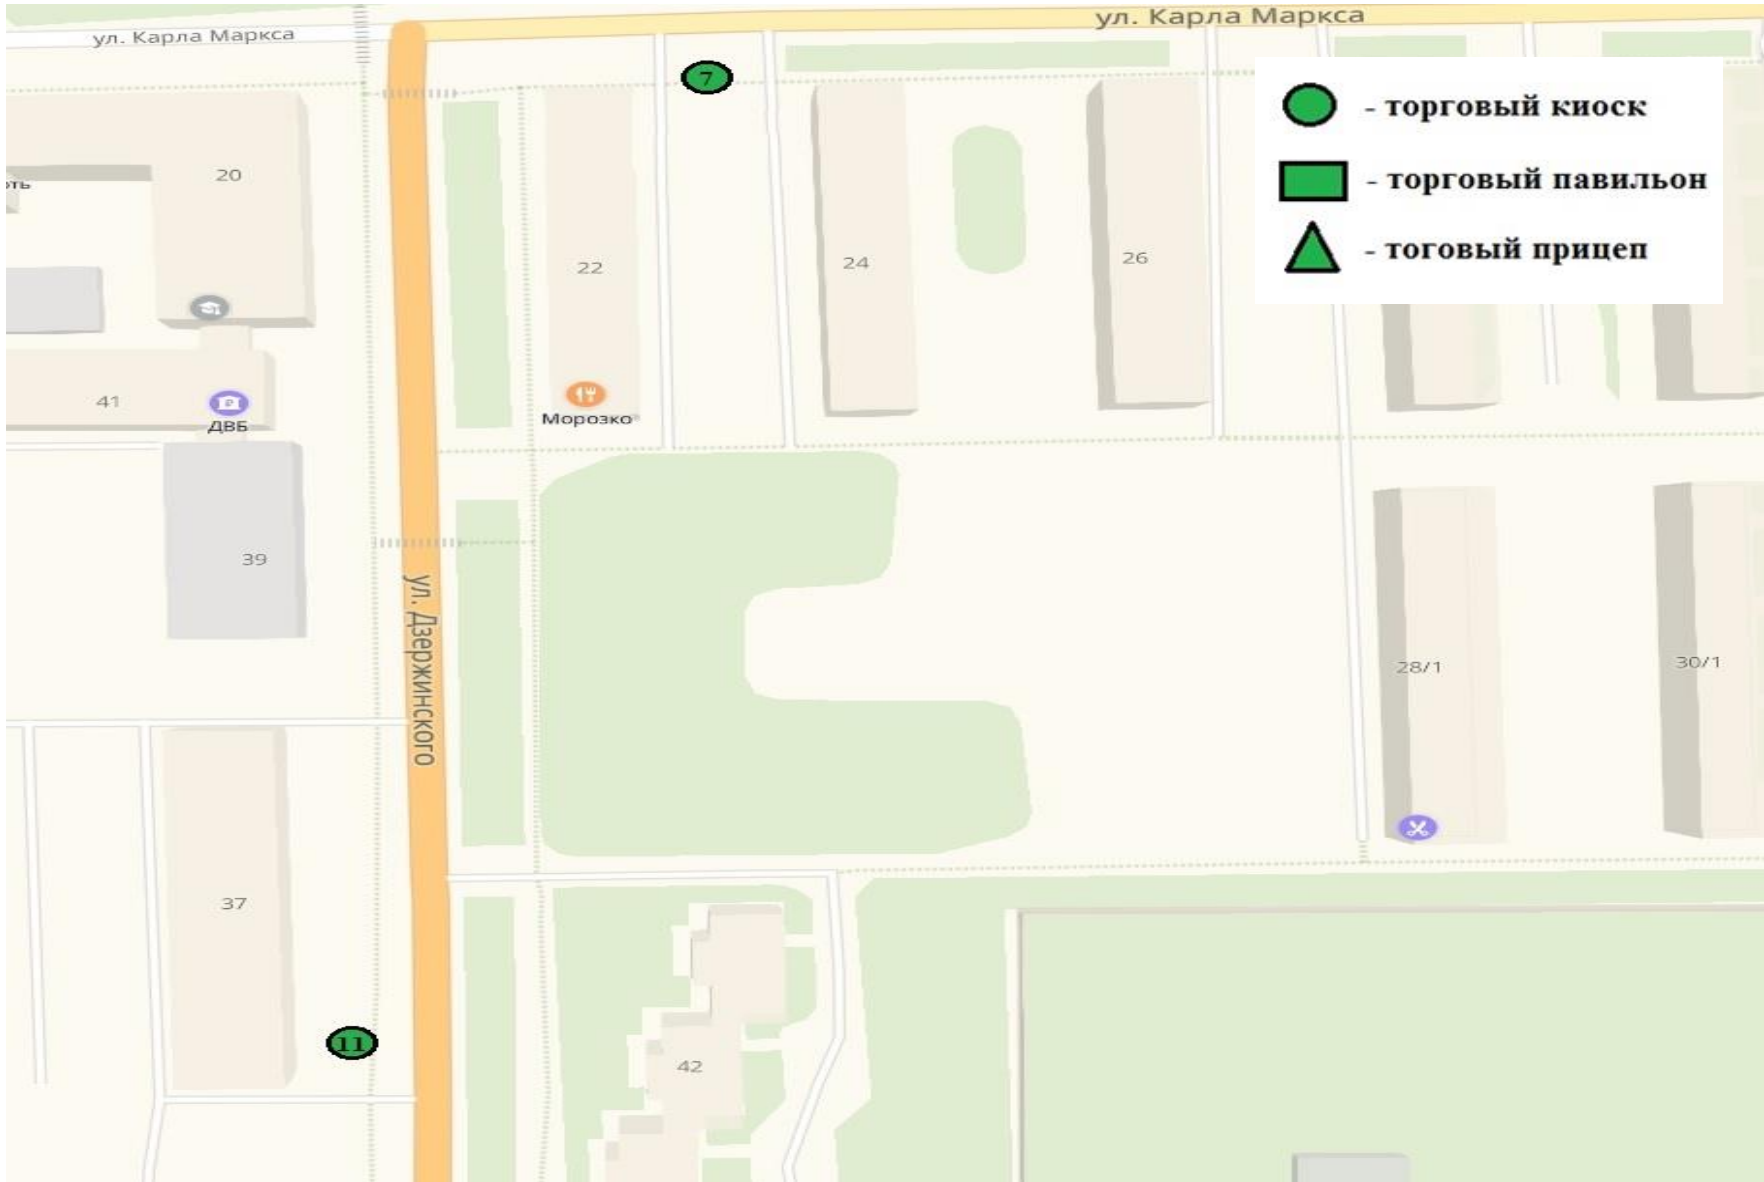 ул. Карла Маркса
ул. Карла Маркса
7
- торговый киоск
- торговый павильон
- тоговый прицеп
20
22
24
26
41
ДВБ
Морозко
39
ул. Дзержинского
28/1
30/1
37
11
42